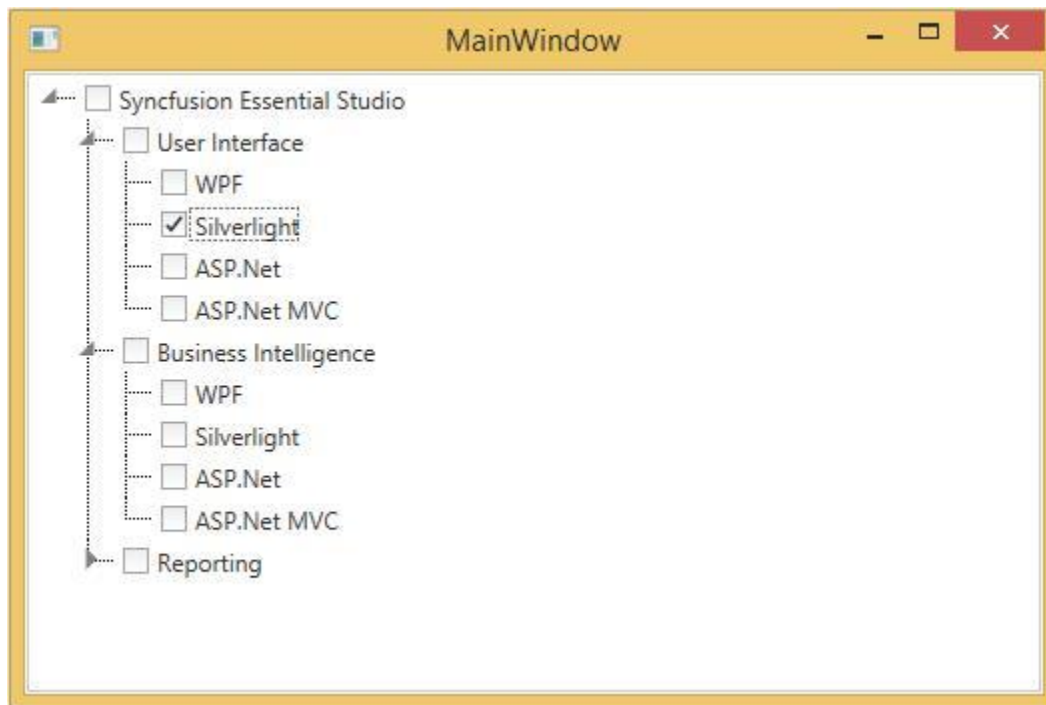 MainWindow
Syncfusion Essential Studio
User Interface
WPF
Silverlight
ASP.Net
ASP.Net MVC
Business Intelligence
WPF
Silverlight
ASP.Net
ASP.Net MVC
Reporting